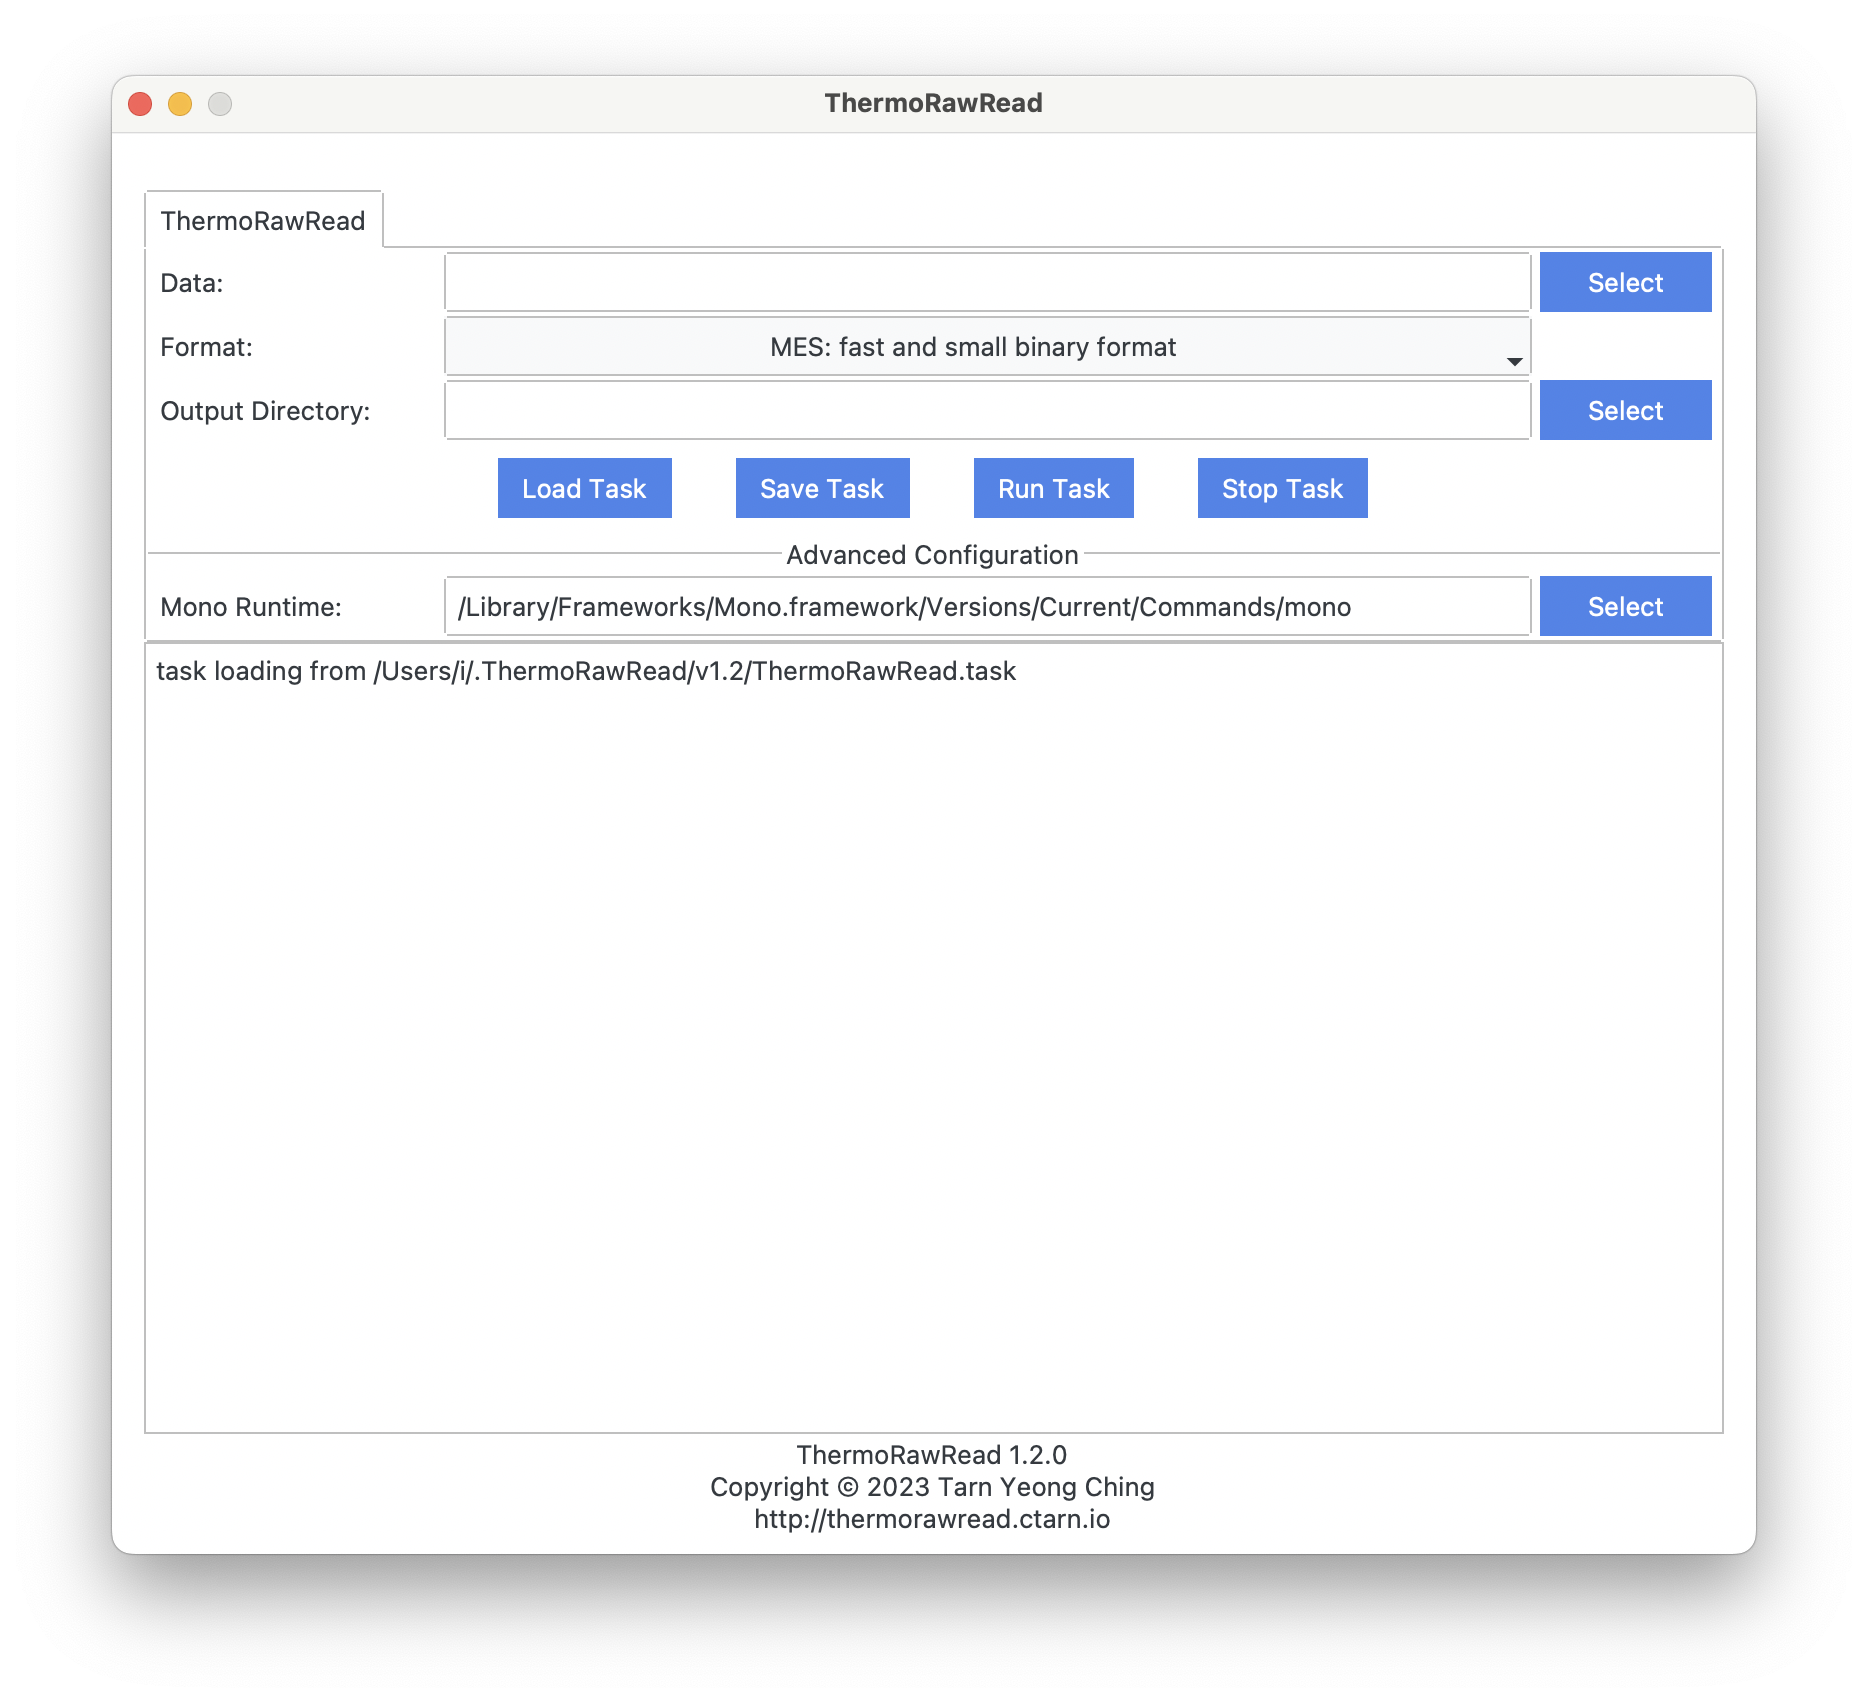 ThermoRawRead
ThermoRawRead
Data:
Select
Format:
MES: fast and small binary format
Output Directory:
Select
Load Task
Save Task
Run Task
Stop Task
Advanced Configuration
Mono Runtime:
/Library/Frameworks/Mono.framework/Versions/Current/Commands/mono
Select
task loading from /Users/i/.ThermoRawRead/v1.2/ThermoRawRead.task
ThermoRawRead 1.2.0
Copyright © 2023 Tarn Yeong Ching
http://thermorawread.ctarn.io